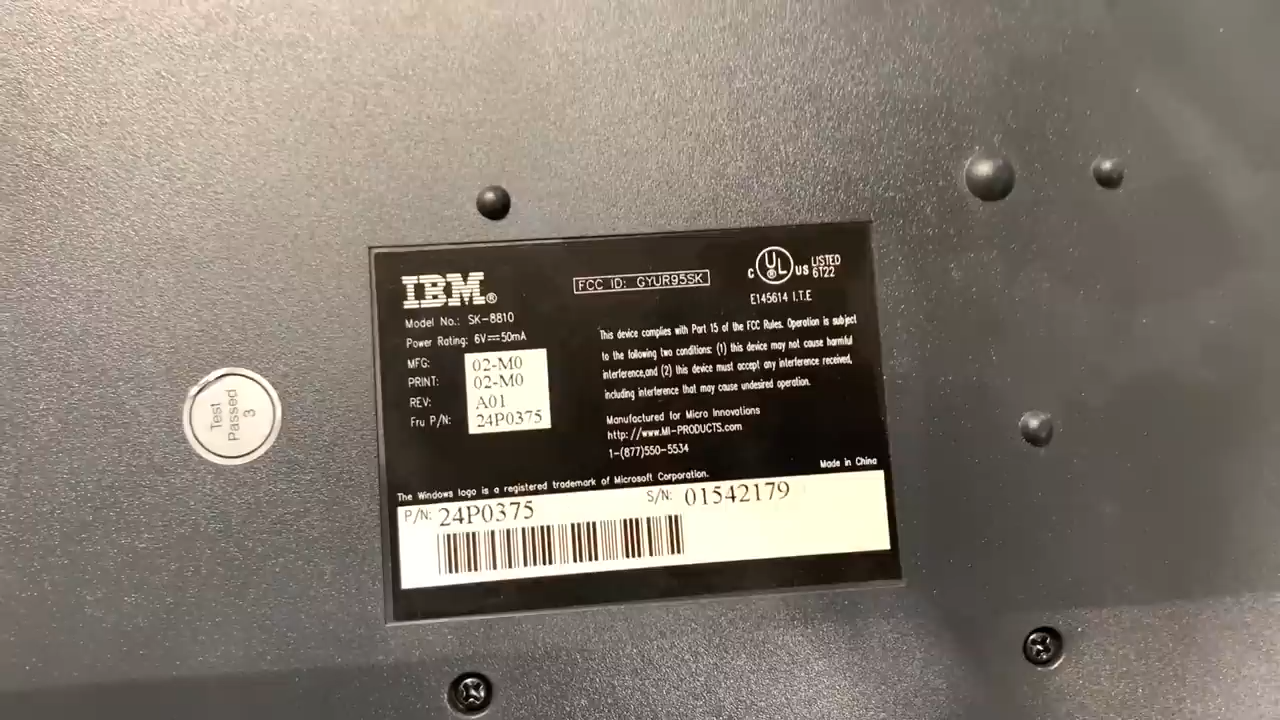 IBM®
Model No.: SK-8810
Power Rating: 6V⎓50mA
MFG: 02-M0
PRINT: 02-M0
REV: A01
Fru P/N: 24P0375
FCC ID: GYUR95SK
C UL ® US LISTED 6T22
E145614 I.T.E
This device complies with Part 15 of the FCC Rules. Operation is subject
to the following two conditions: (1) this device may not cause harmful
interference,and (2) this device must accept any interference received,
including interference that may cause undesired operation.
Manufactured for Micro Innovations
http://www.MI-PRODUCTS.com
1-(877)550-5534
Made in China
The Windows logo is a registered trademark of Microsoft Corporation.
P/N: 24P0375
S/N: 01542179
Test
Passed
3